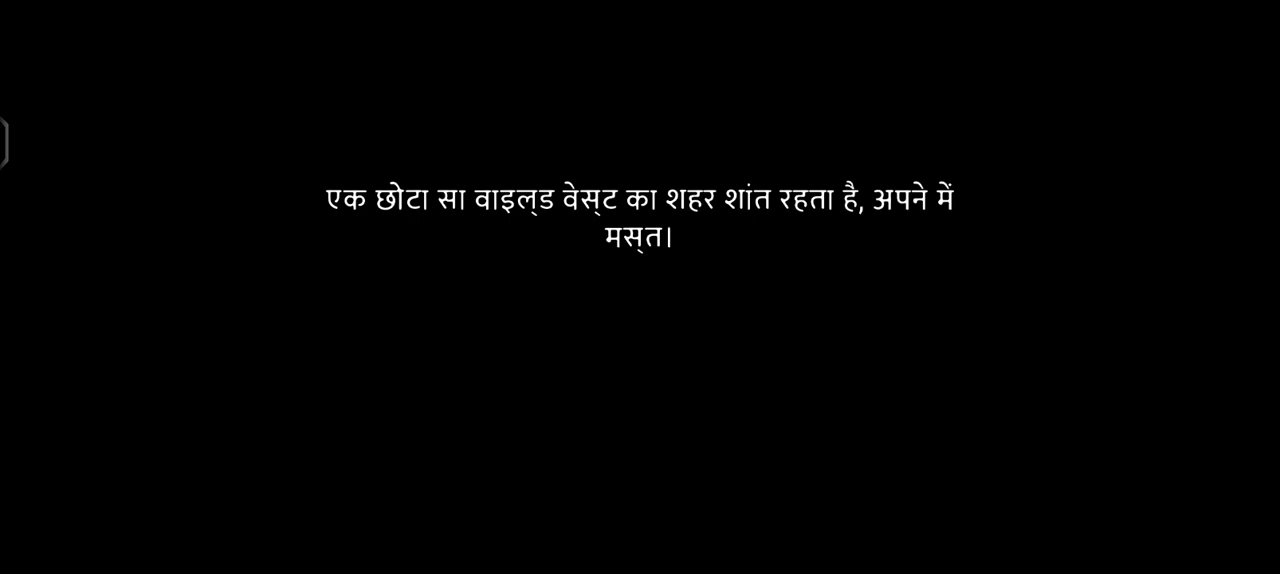 एक छोटा सा वाइल्ड वेस्ट का शहर शांत रहता है, अपने में
मस्त।